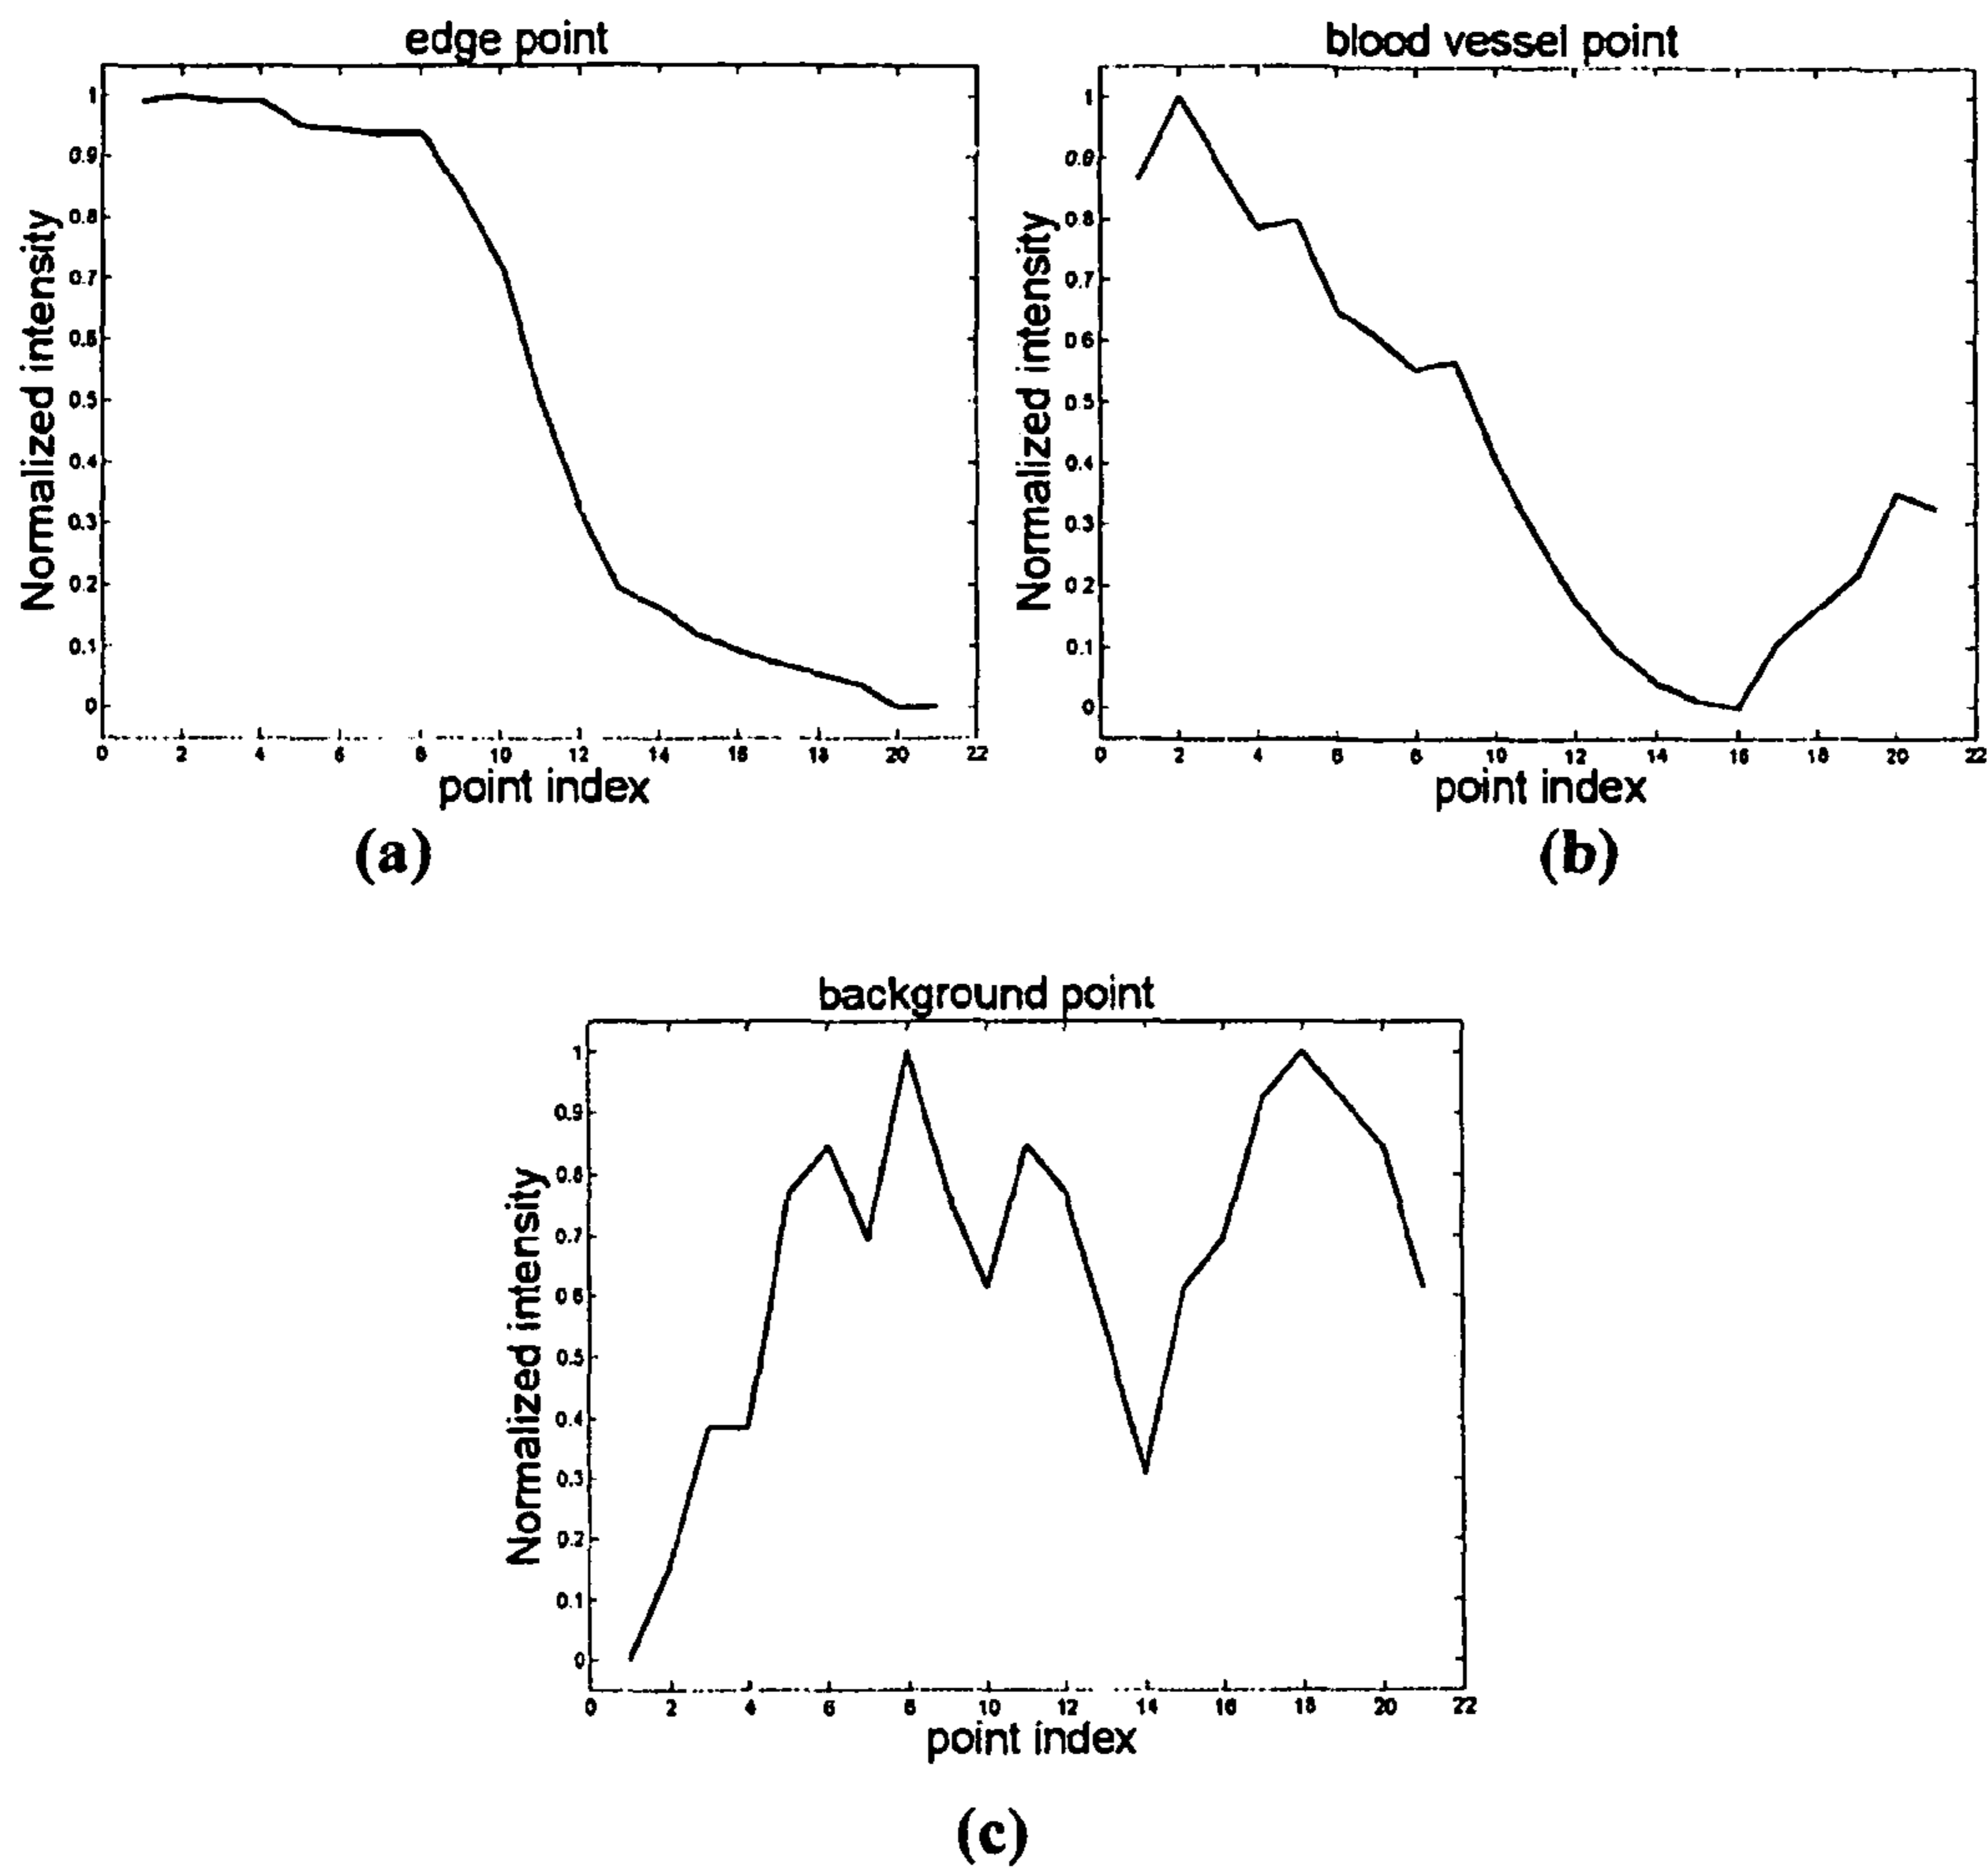 edge point
1
0.9
0.8
0.7
0.6
0.5
0.4
0.3
0.2
0.1
0
Normalized intensity
0 2 4 6 8 10 12 14 16 18 20 22
point index
(a)
blood vessel point
1
0.9
0.8
0.7
0.6
0.5
0.4
0.3
0.2
0.1
0
Normalized intensity
0 2 4 6 8 10 12 14 16 18 20 22
point index
(b)
background point
1
0.9
0.8
0.7
0.6
0.5
0.4
0.3
0.2
0.1
0
Normalized intensity
0 2 4 6 8 10 12 14 16 18 20 22
point index
(c)